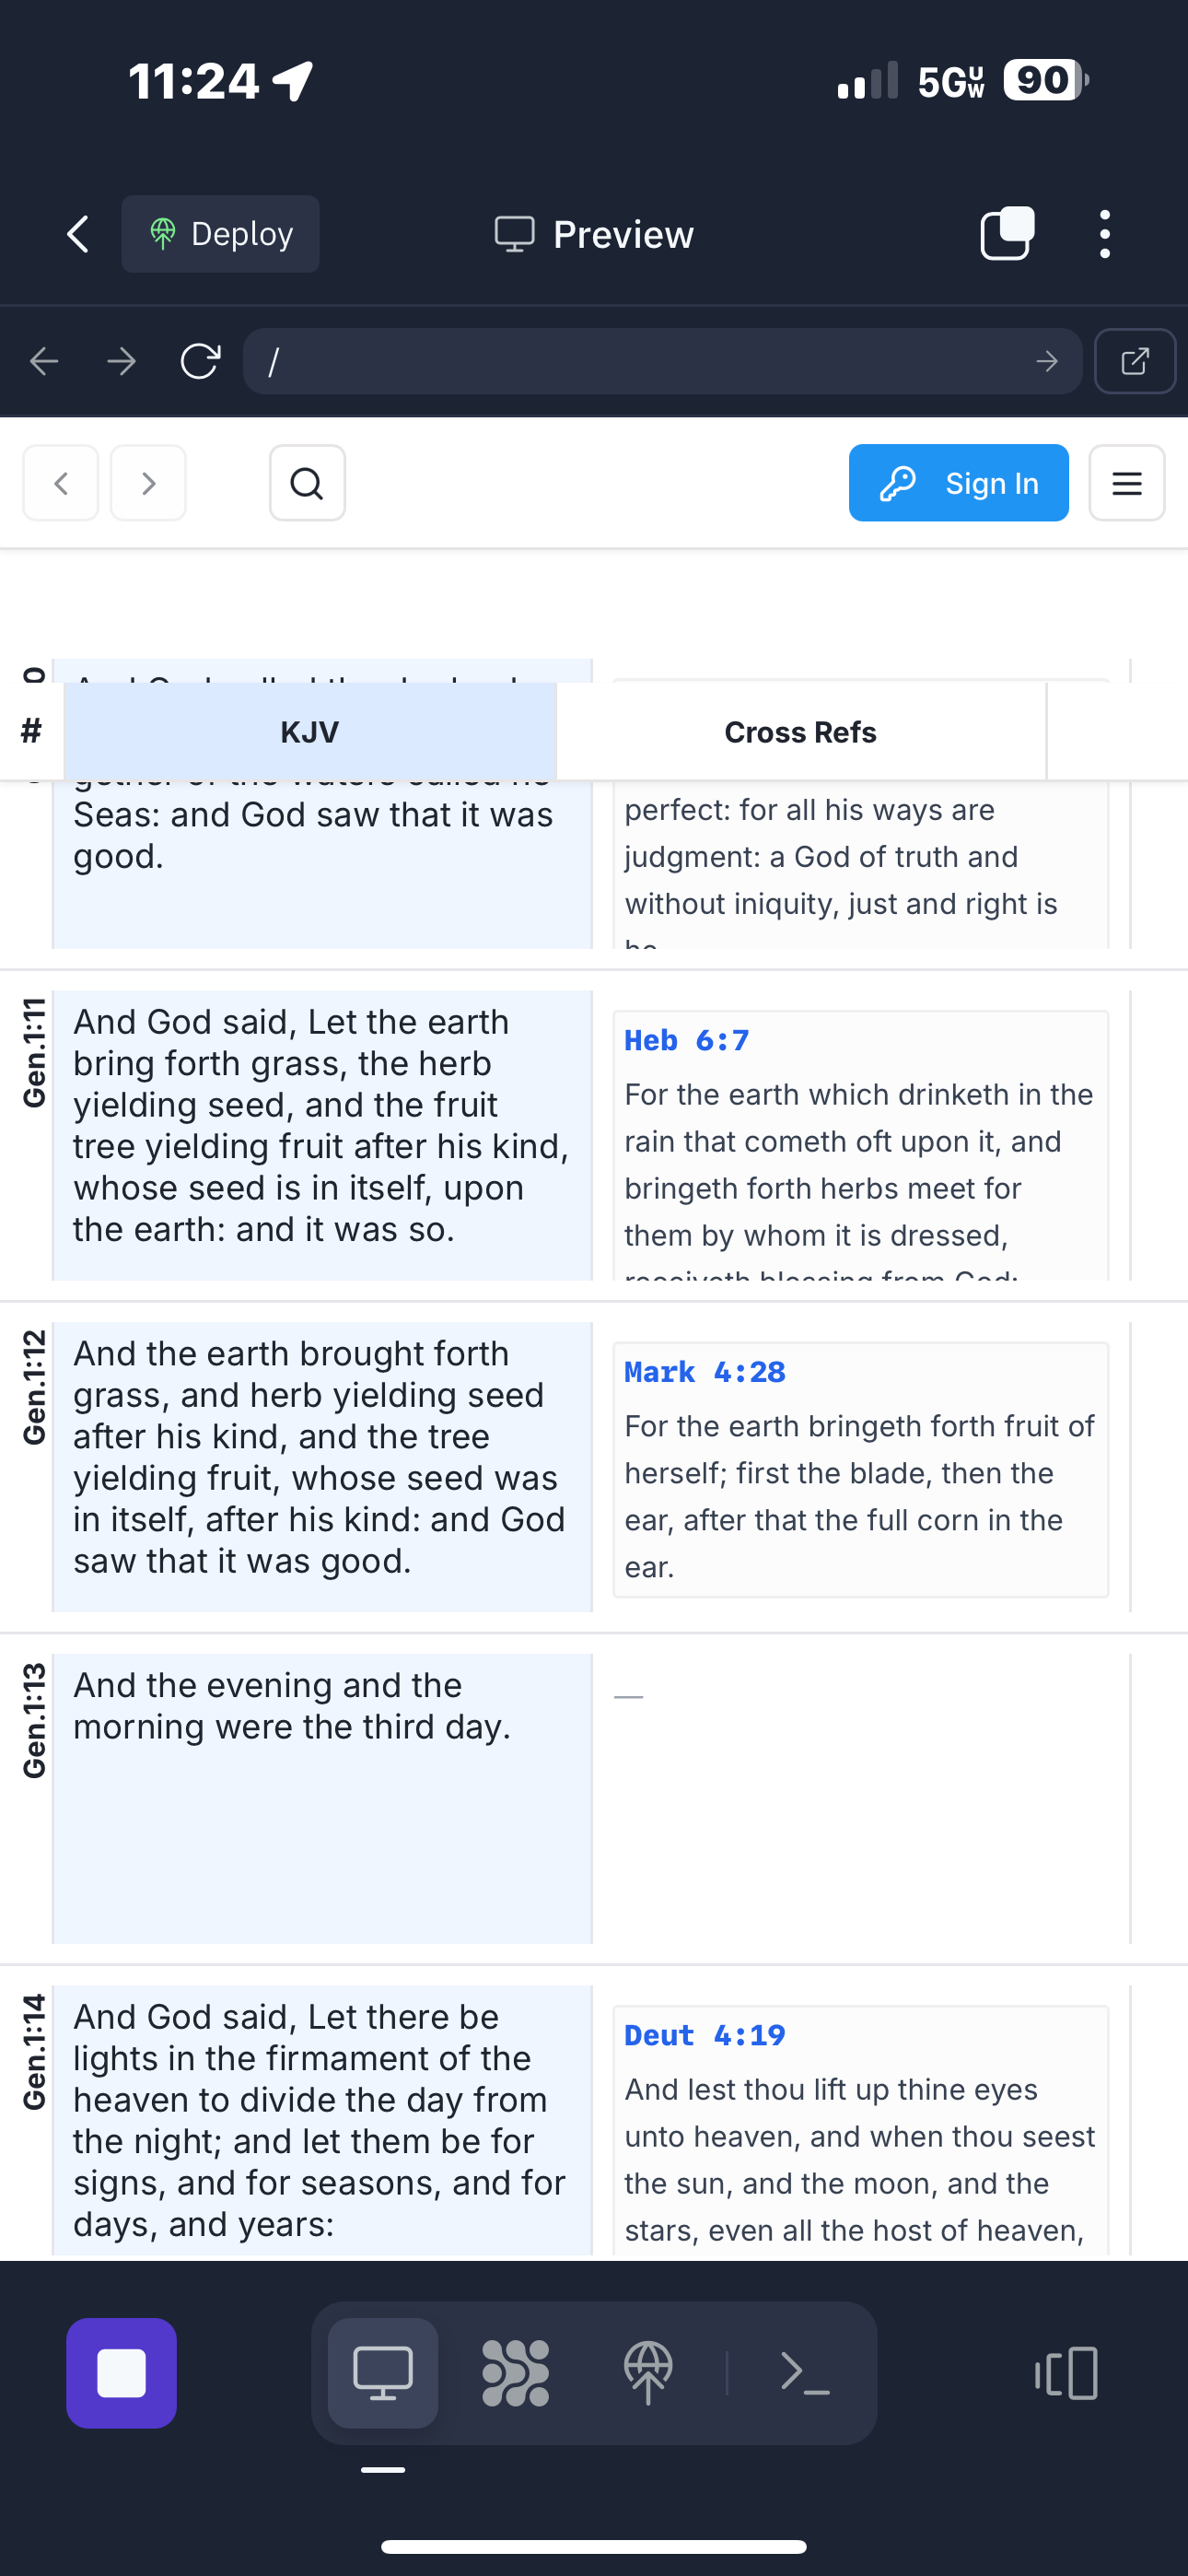 11:24
5G UW
90
Deploy
Preview
/
Sign In
#
KJV
Cross Refs
Seas: and God saw that it was
good.
perfect: for all his ways are
judgment: a God of truth and
without iniquity, just and right is
he.
Gen.1:11
And God said, Let the earth
bring forth grass, the herb
yielding seed, and the fruit
tree yielding fruit after his kind,
whose seed is in itself, upon
the earth: and it was so.
Heb 6:7
For the earth which drinketh in the
rain that cometh oft upon it, and
bringeth forth herbs meet for
them by whom it is dressed,
receiveth blessing from God:
Gen.1:12
And the earth brought forth
grass, and herb yielding seed
after his kind, and the tree
yielding fruit, whose seed was
in itself, after his kind: and God
saw that it was good.
Mark 4:28
For the earth bringeth forth fruit of
herself; first the blade, then the
ear, after that the full corn in the
ear.
Gen.1:13
And the evening and the
morning were the third day.
—
Gen.1:14
And God said, Let there be
lights in the firmament of the
heaven to divide the day from
the night; and let them be for
signs, and for seasons, and for
days, and years:
Deut 4:19
And lest thou lift up thine eyes
unto heaven, and when thou seest
the sun, and the moon, and the
stars, even all the host of heaven,